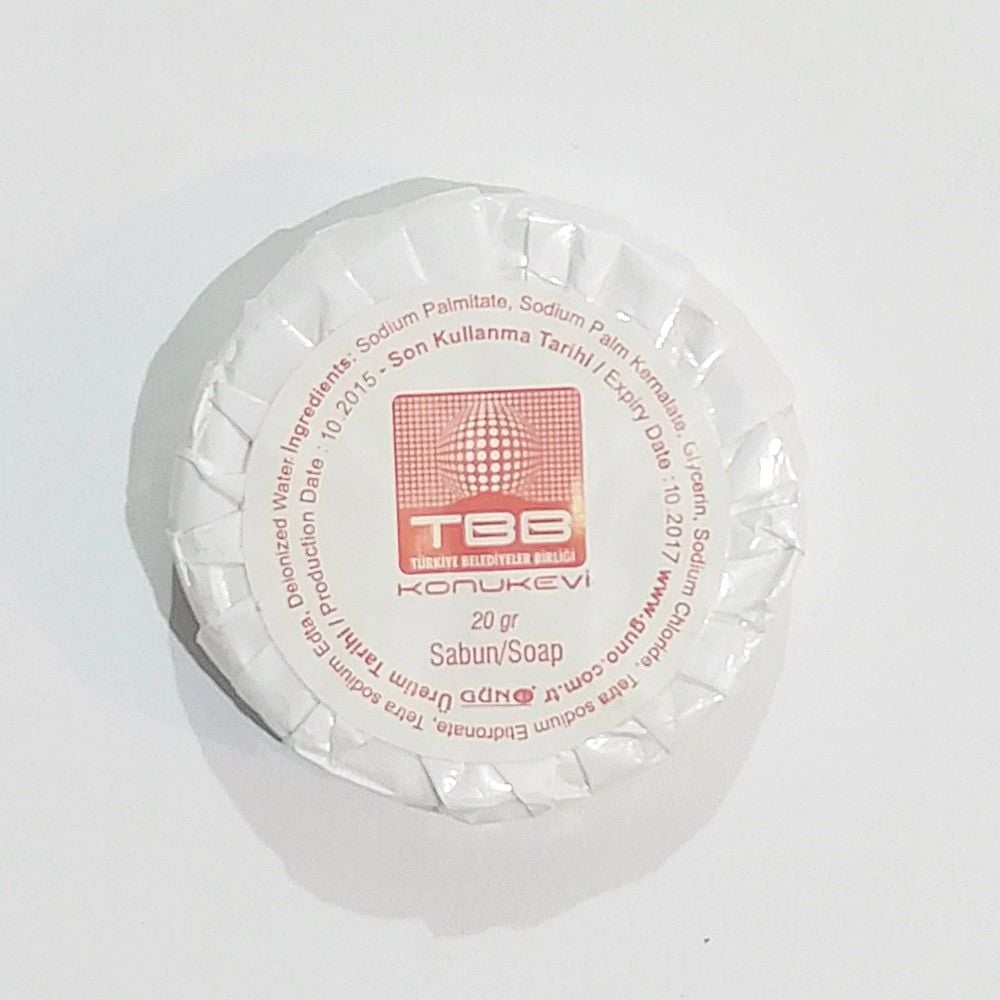 Ingredients: Sodium Palmitate, Sodium Palm Kernalate, Glycerin, Sodium Chloride, Tetra sodium Etidronate, Tetra sodium Edta, Deionized Water.
Üretim Tarihi / Production Date : 10.2015 - Son Kullanma Tarihi / Expiry Date :10.2017 www.guno.com.tr
TBB
TÜRKİYE BELEDİYELER BİRLİĞİ
KONUKEVİ
20 gr
Sabun/Soap
GÜNO